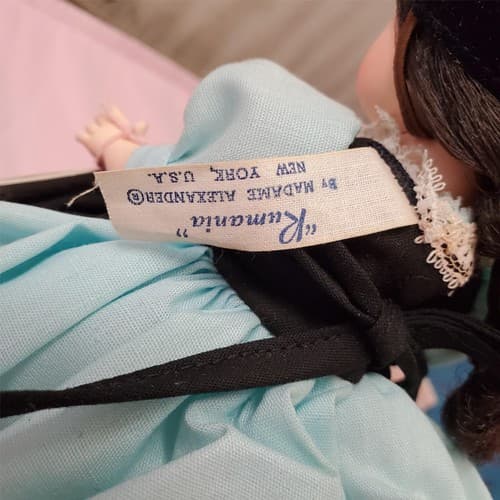 "Rumania"
By MADAME ALEXANDER®
NEW YORK, U.S.A.